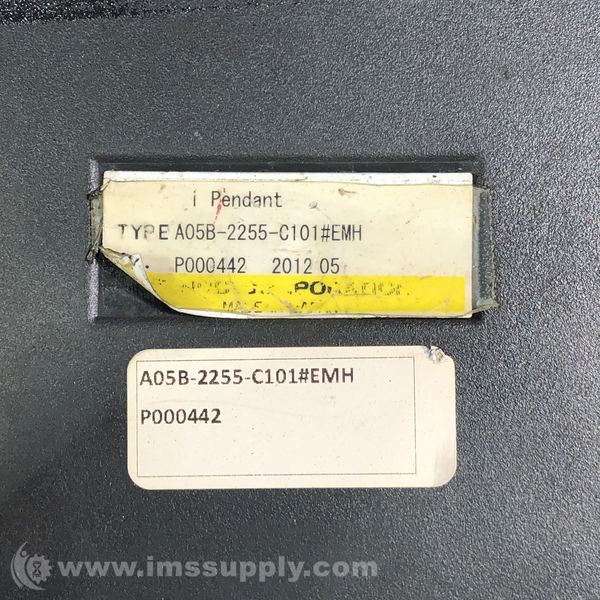 i Pendant
TYPE A05B-2255-C101#EMH
P000442 2012 05
A05B-2255-C101#EMH
P000442
www.imssupply.com